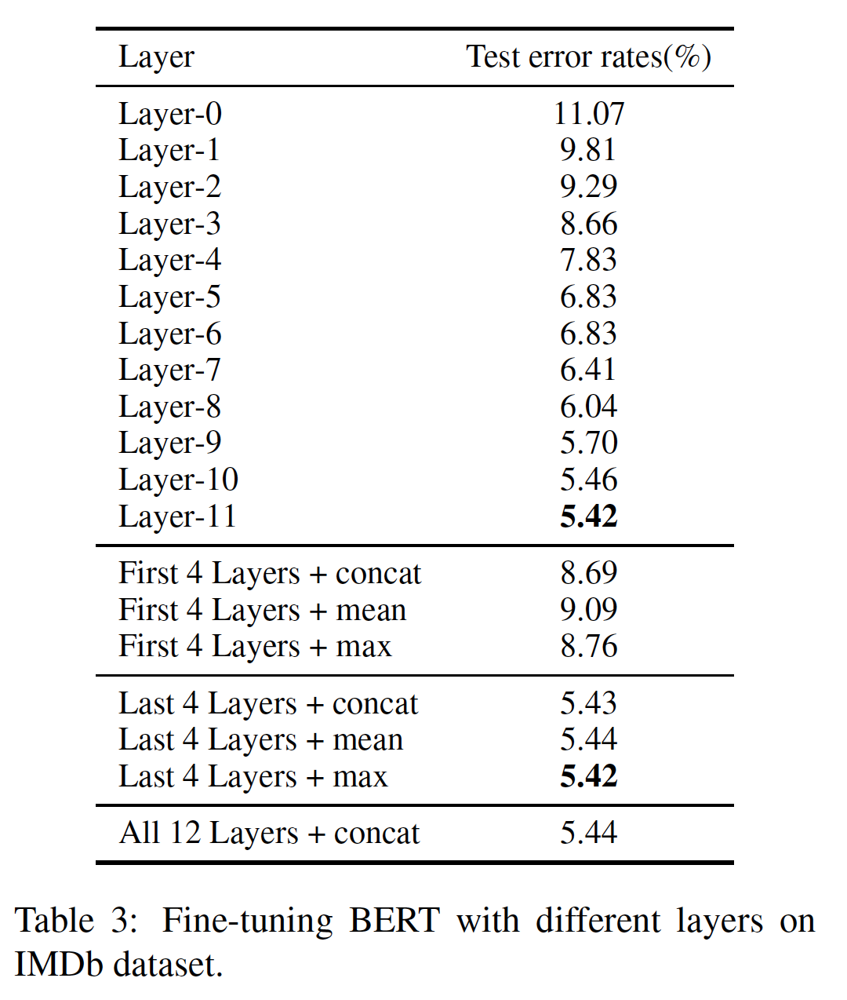 Layer Test error rates(%)
Layer-0 11.07
Layer-1 9.81
Layer-2 9.29
Layer-3 8.66
Layer-4 7.83
Layer-5 6.83
Layer-6 6.83
Layer-7 6.41
Layer-8 6.04
Layer-9 5.70
Layer-10 5.46
Layer-11 5.42
First 4 Layers + concat 8.69
First 4 Layers + mean 9.09
First 4 Layers + max 8.76
Last 4 Layers + concat 5.43
Last 4 Layers + mean 5.44
Last 4 Layers + max 5.42
All 12 Layers + concat 5.44
Table 3: Fine-tuning BERT with different layers on
IMDb dataset.